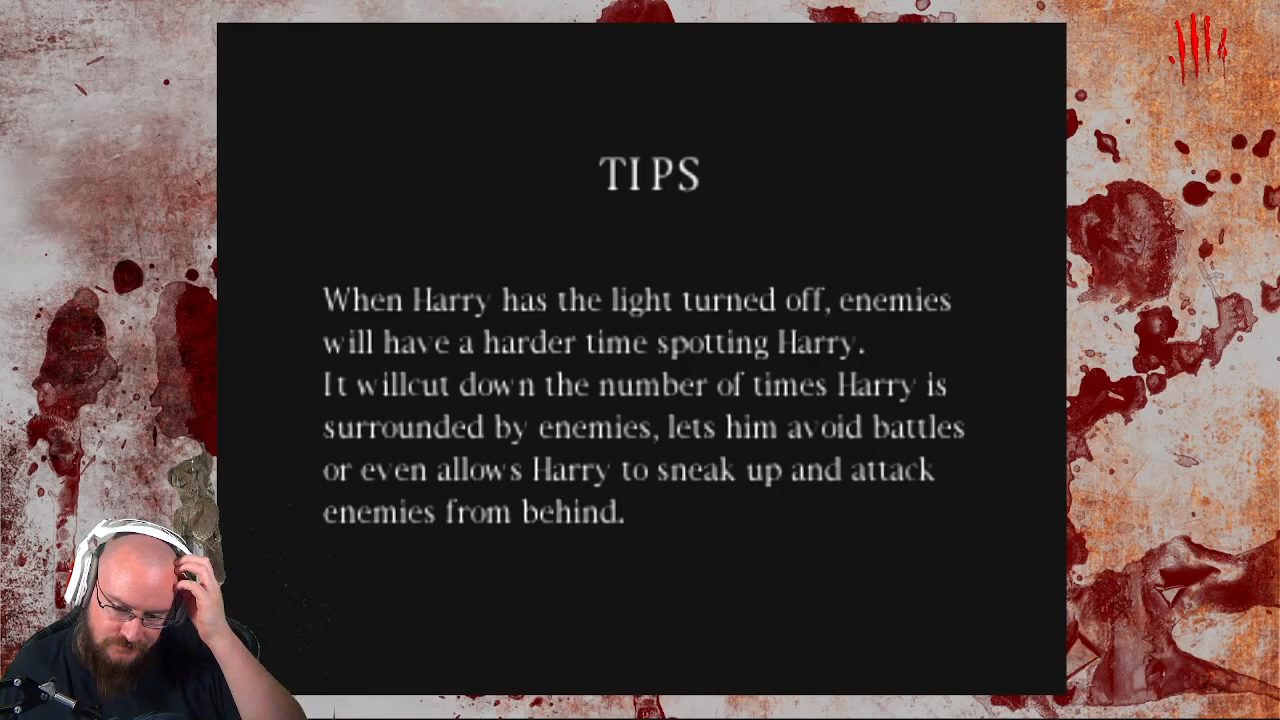 TIPS
When Harry has the light turned off, enemies
will have a harder time spotting Harry.
It willcut down the number of times Harry is
surrounded by enemies, lets him avoid battles
or even allows Harry to sneak up and attack
enemies from behind.